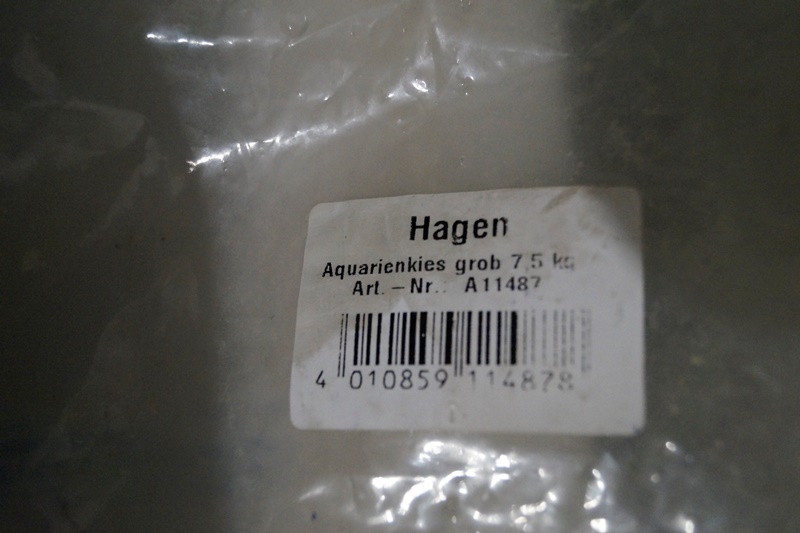 Hagen
Aquarienkies grob 7,5 kg
Art. – Nr.: A11487
4 010859 114878